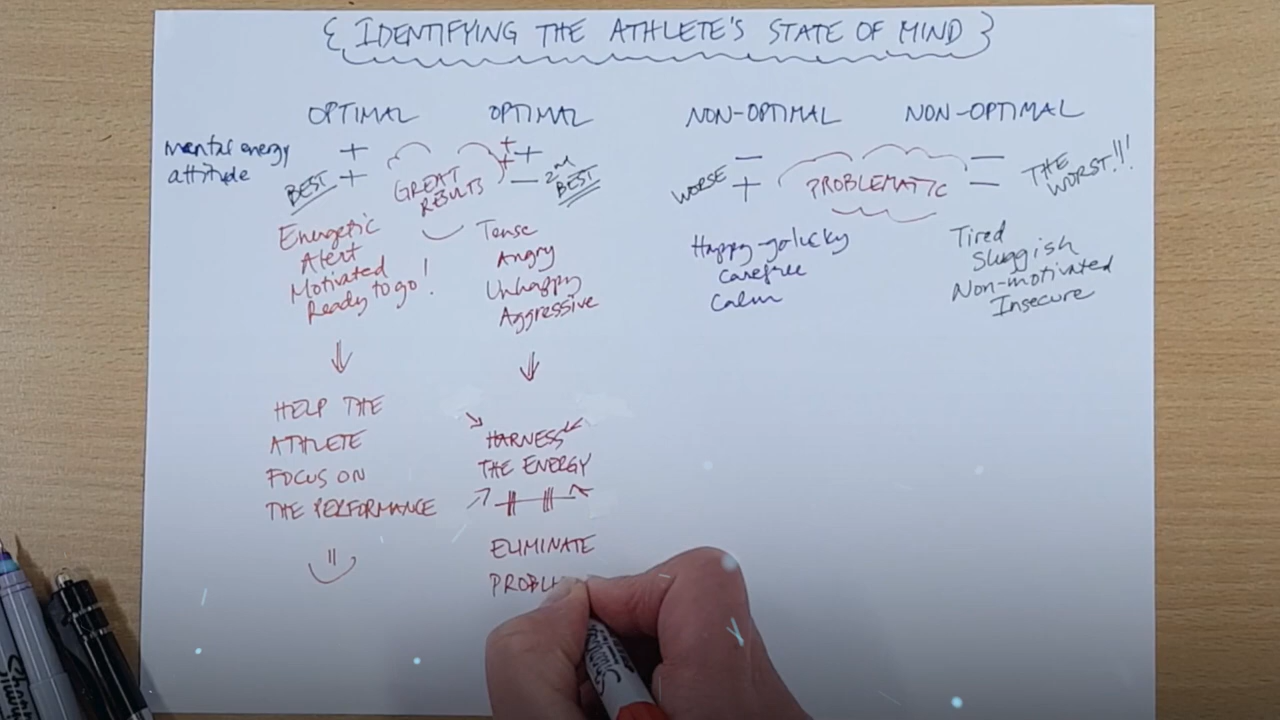 { IDENTIFYING THE ATHLETE'S STATE OF MIND }
OPTIMAL OPTIMAL NON-OPTIMAL NON-OPTIMAL
mental energy + ++ − −
attitude + + − + −
BEST
GREAT
RESULTS
2nd
BEST
WORSE
PROBLEMATIC
THE
WORST!!!
Energetic
Alert
Motivated
Ready to go!
Tense
Angry
Unhappy
Aggressive
Happy-go-lucky
Carefree
Calm
Tired
Sluggish
Non-motivated
Insecure
HELP THE
ATHLETE
FOCUS ON
THE PERFORMANCE
HARNESS
THE ENERGY
ELIMINATE
PROBL